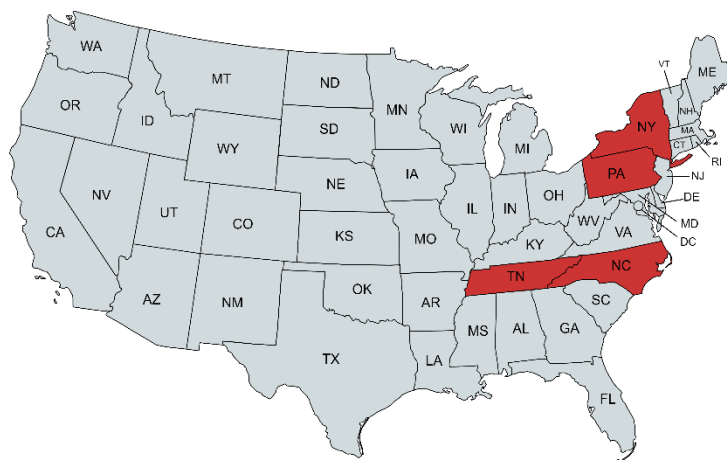 WA
MT
ND
MN
VT
ME
OR
ID
SD
WI
MI
NY
NH
MA
CT
RI
WY
IA
NE
PA
NJ
NV
UT
CO
IL
IN
OH
DE
MD
DC
CA
KS
MO
WV
VA
KY
AZ
NM
OK
AR
TN
NC
SC
MS
AL
GA
TX
LA
FL